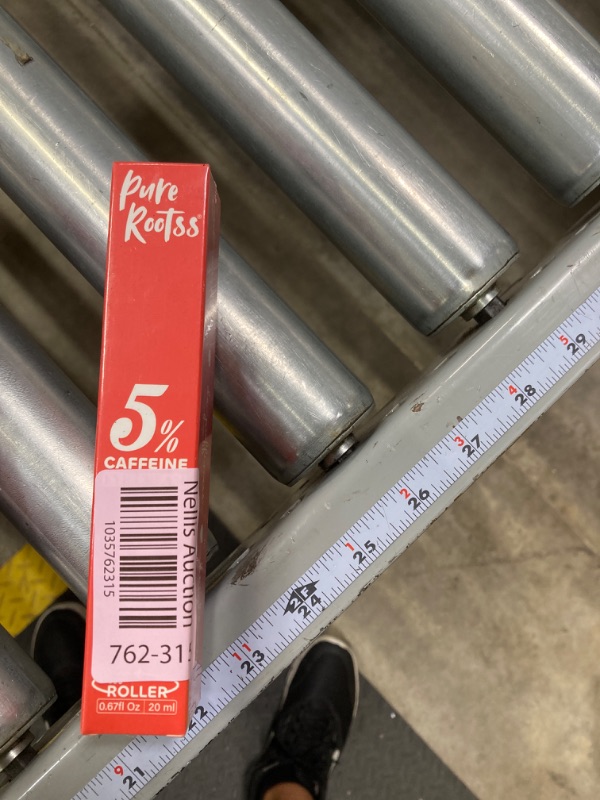 Pure
Rootss
5%
CAFFEINE
Nellis Auction
1035762315
762-31
ROLLER
0.67fl Oz | 20 ml
9 21
22
11 23
2F 24
1 25
2 26
3 27
4 28
5 29